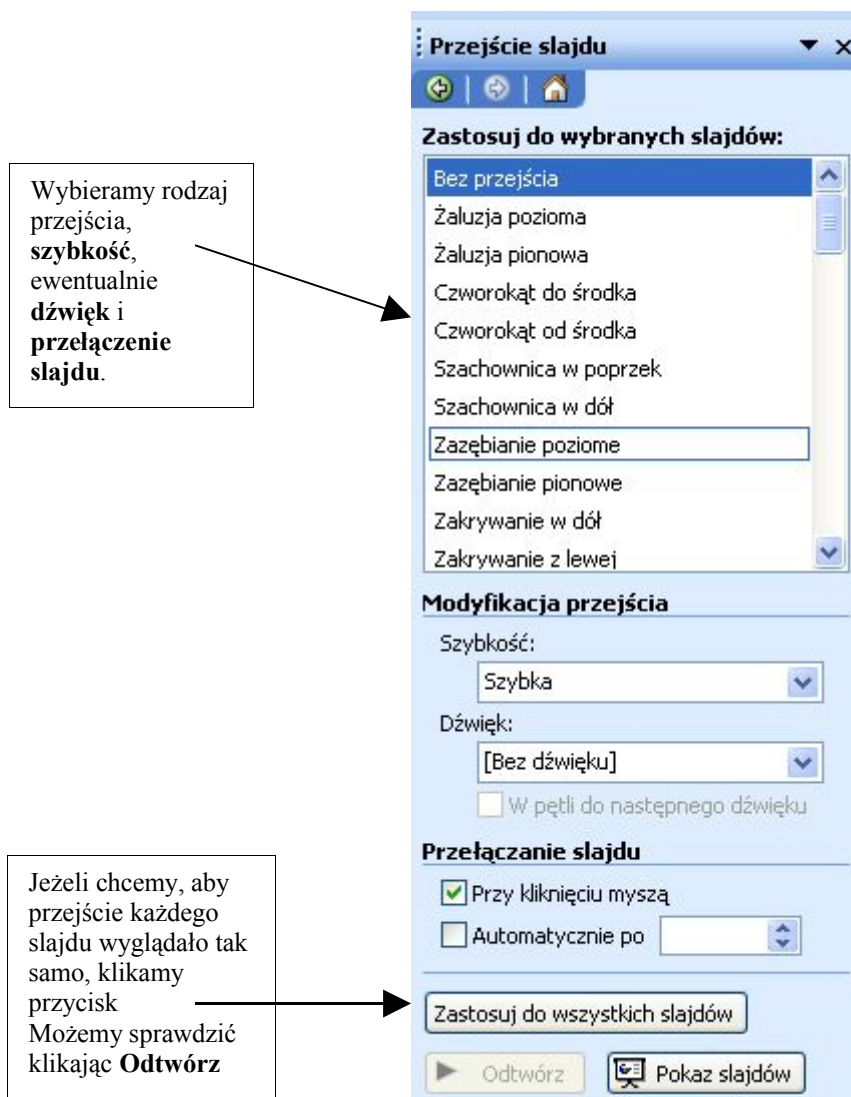 Przejście slajdu
Zastosuj do wybranych slajdów:
Bez przejścia
Żaluzja pozioma
Żaluzja pionowa
Czworokąt do środka
Czworokąt od środka
Szachownica w poprzek
Szachownica w dół
Zazębianie poziome
Zazębianie pionowe
Zakrywanie w dół
Zakrywanie z lewej
Wybieramy rodzaj
przejścia,
szybkość,
ewentualnie
dźwięk i
przełączenie
slajdu.
Modyfikacja przejścia
Szybkość:
Szybka
Dźwięk:
[Bez dźwięku]
W pętli do następnego dźwięku
Przełączanie slajdu
Przy kliknięciu myszą
Automatycznie po
Jeżeli chcemy, aby
przejście każdego
slajdu wyglądało tak
samo, klikamy
przycisk
Możemy sprawdzić
klikając Odtwórz
Zastosuj do wszystkich slajdów
Odtwórz
Pokaz slajdów